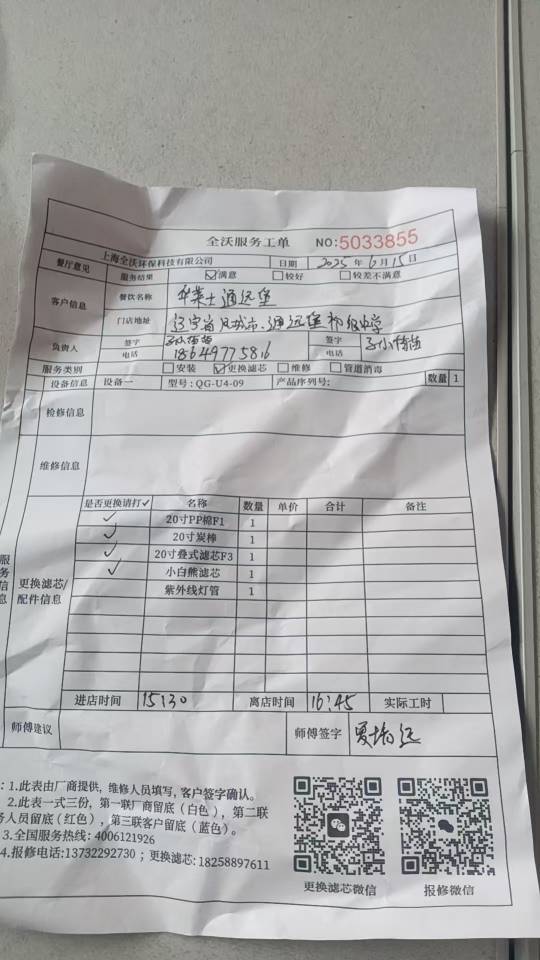 全沃服务工单 NO:5033855
餐厅意见 上海全沃环保科技有限公司 日期 2025 年 6 月 15 日
服务结果 ☑满意 □较好 □较差不满意
客户信息 餐饮名称 华莱士通远堡
门店地址 辽宁省凤城市、通远堡初级中学
负责人 签字 签字
电话 18649775816 电话
服务类别 □安装 ☑更换滤芯 □维修 □管道消毒
设备信息 设备一 型号: QG-U4-09 产品序列号: 数量 1
检修信息
维修信息
服务信息 更换滤芯/配件信息
是否更换请打✓ 名称 数量 单价 合计 备注
✓ 20寸PP棉F1 1
✓ 20寸炭棒 1
✓ 20寸叠式滤芯F3 1
✓ 小白熊滤芯 1
紫外线灯管 1
进店时间 15:30 离店时间 16:45 实际工时
师傅建议 师傅签字
: 1.此表由厂商提供, 维修人员填写, 客户签字确认。
2.此表一式三份, 第一联厂商留底 (白色), 第二联
务人员留底 (红色), 第三联客户留底 (蓝色)。
3.全国服务热线: 4006121926
4.报修电话:13732292730 ; 更换滤芯: 18258897611
更换滤芯微信 报修微信